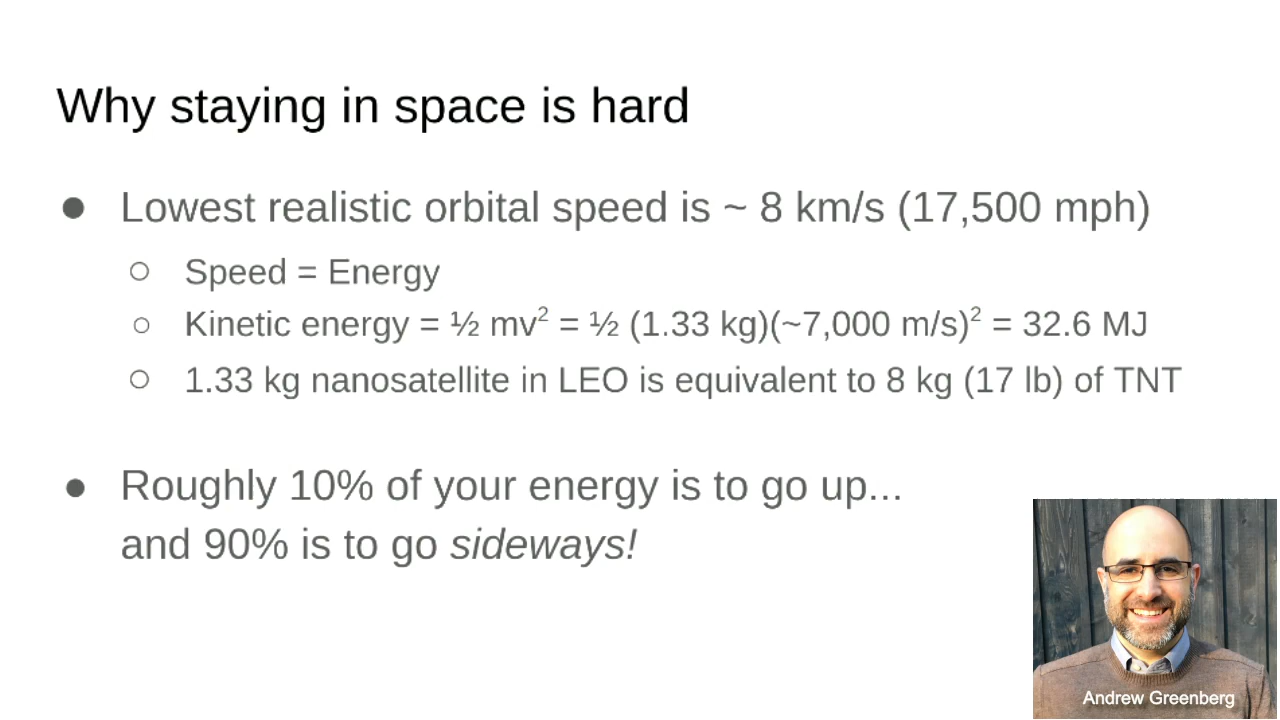 Why staying in space is hard
● Lowest realistic orbital speed is ~ 8 km/s (17,500 mph)
○ Speed = Energy
○ Kinetic energy = ½ mv² = ½ (1.33 kg)(~7,000 m/s)² = 32.6 MJ
○ 1.33 kg nanosatellite in LEO is equivalent to 8 kg (17 lb) of TNT
● Roughly 10% of your energy is to go up...
and 90% is to go sideways!
Andrew Greenberg